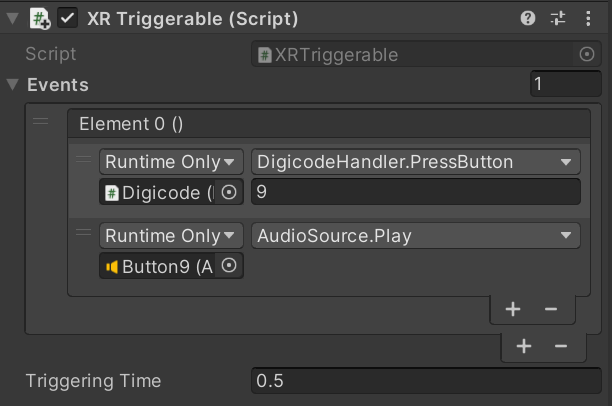 XR Triggerable (Script)
Script
XRTriggerable
Events
1
Element 0 ()
Runtime Only
DigicodeHandler.PressButton
Digicode (
9
Runtime Only
AudioSource.Play
Button9 (A
Triggering Time
0.5